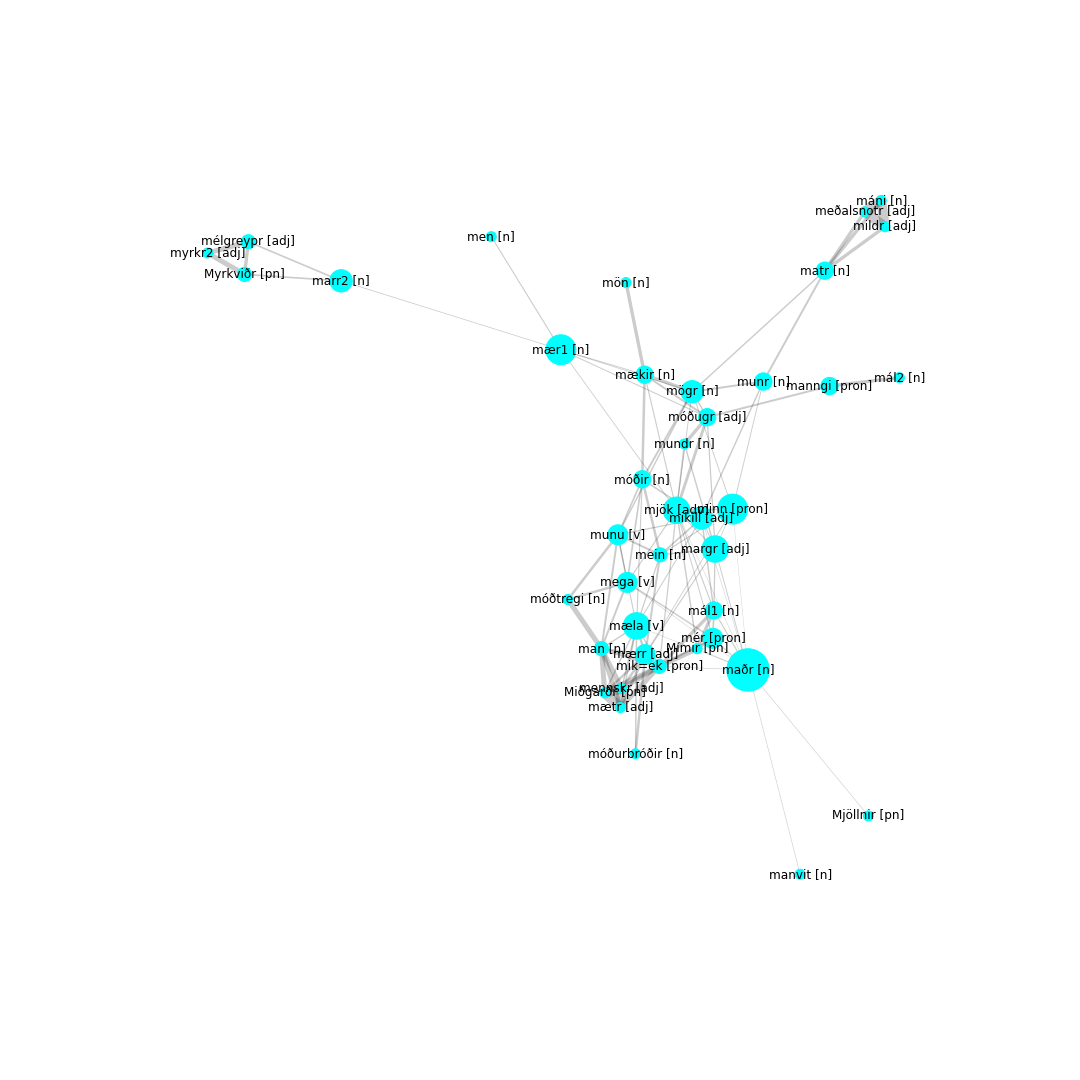 máni [n]
meðalsnotr [adj]
mildr [adj]
men [n]
mélgreypr [adj]
myrkr2 [adj]
matr [n]
Myrkviðr [pn]
marr2 [n]
mön [n]
mær1 [n]
mækir [n]
mál2 [n]
munr [n]
manngi [pron]
mögr [n]
móðugr [adj]
mundr [n]
móðir [n]
mjök [adv]
minn [pron]
mikill [adj]
munu [v]
margr [adj]
mein [n]
mega [v]
móðtregi [n]
mál1 [n]
mæla [v]
mér [pron]
man [n]
Mímir [pn]
mærr [adj]
mik=ek [pron]
maðr [n]
mennskr [adj]
Miðgarðr [pn]
mætr [adj]
móðurbróðir [n]
Mjöllnir [pn]
manvit [n]